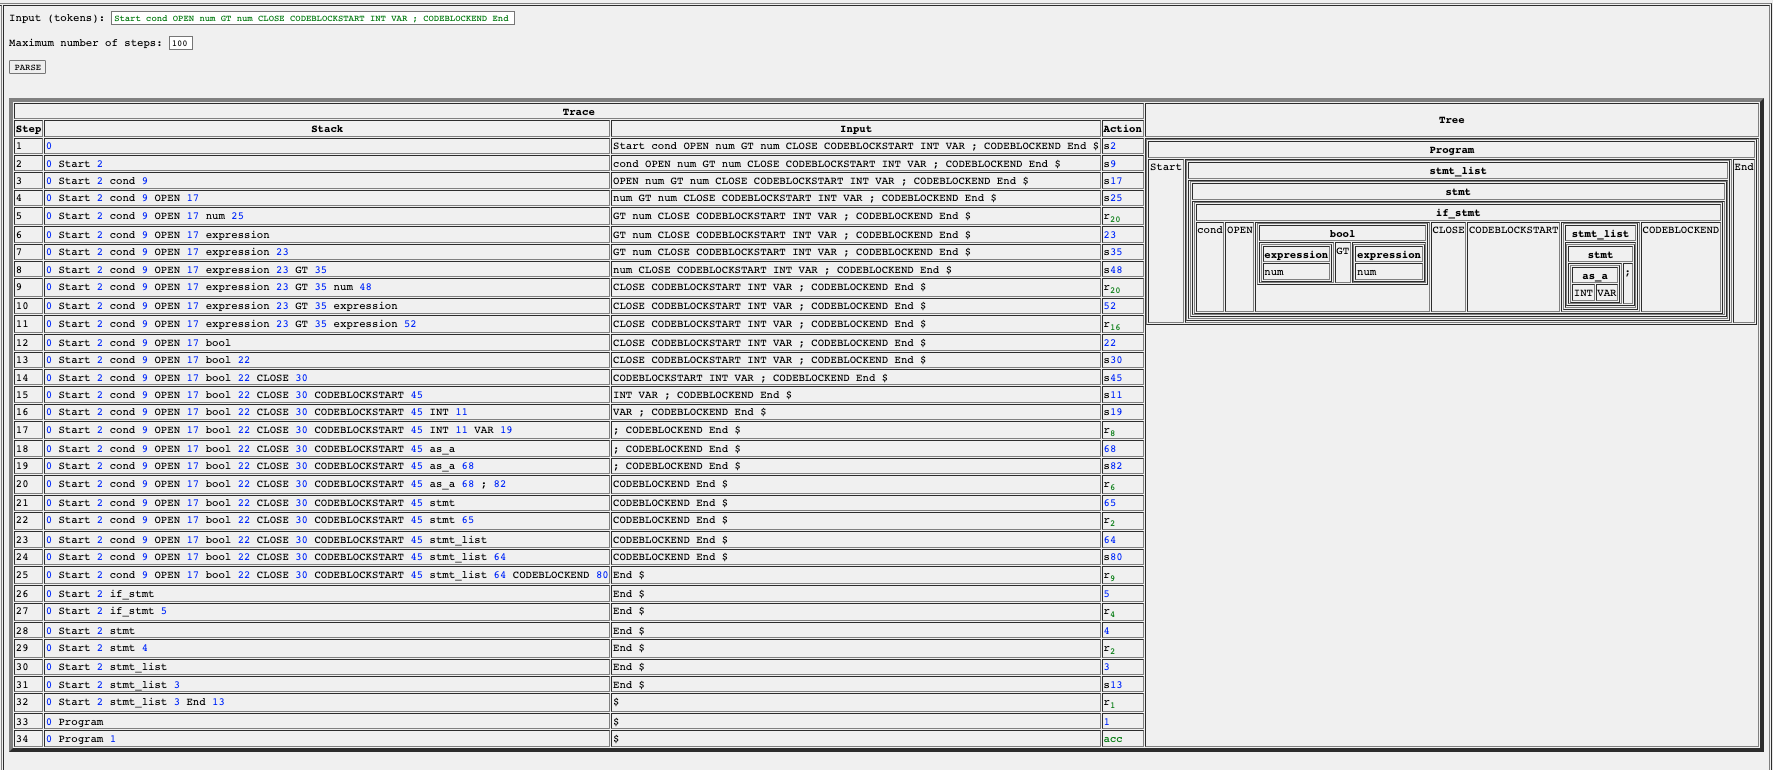 Input (tokens): Start cond OPEN num GT num CLOSE CODEBLOCKSTART INT VAR ; CODEBLOCKEND End
Maximum number of steps: 100
PARSE
Trace
Tree
Step Stack Input Action
1 0 Start cond OPEN num GT num CLOSE CODEBLOCKSTART INT VAR ; CODEBLOCKEND End $ s2
2 0 Start 2 cond OPEN num GT num CLOSE CODEBLOCKSTART INT VAR ; CODEBLOCKEND End $ s9
3 0 Start 2 cond 9 OPEN num GT num CLOSE CODEBLOCKSTART INT VAR ; CODEBLOCKEND End $ s17
4 0 Start 2 cond 9 OPEN 17 num GT num CLOSE CODEBLOCKSTART INT VAR ; CODEBLOCKEND End $ s25
5 0 Start 2 cond 9 OPEN 17 num 25 GT num CLOSE CODEBLOCKSTART INT VAR ; CODEBLOCKEND End $ r20
6 0 Start 2 cond 9 OPEN 17 expression GT num CLOSE CODEBLOCKSTART INT VAR ; CODEBLOCKEND End $ 23
7 0 Start 2 cond 9 OPEN 17 expression 23 GT num CLOSE CODEBLOCKSTART INT VAR ; CODEBLOCKEND End $ s35
8 0 Start 2 cond 9 OPEN 17 expression 23 GT 35 num CLOSE CODEBLOCKSTART INT VAR ; CODEBLOCKEND End $ s48
9 0 Start 2 cond 9 OPEN 17 expression 23 GT 35 num 48 CLOSE CODEBLOCKSTART INT VAR ; CODEBLOCKEND End $ r20
10 0 Start 2 cond 9 OPEN 17 expression 23 GT 35 expression CLOSE CODEBLOCKSTART INT VAR ; CODEBLOCKEND End $ 52
11 0 Start 2 cond 9 OPEN 17 expression 23 GT 35 expression 52 CLOSE CODEBLOCKSTART INT VAR ; CODEBLOCKEND End $ r16
12 0 Start 2 cond 9 OPEN 17 bool CLOSE CODEBLOCKSTART INT VAR ; CODEBLOCKEND End $ 22
13 0 Start 2 cond 9 OPEN 17 bool 22 CLOSE CODEBLOCKSTART INT VAR ; CODEBLOCKEND End $ s30
14 0 Start 2 cond 9 OPEN 17 bool 22 CLOSE 30 CODEBLOCKSTART INT VAR ; CODEBLOCKEND End $ s45
15 0 Start 2 cond 9 OPEN 17 bool 22 CLOSE 30 CODEBLOCKSTART 45 INT VAR ; CODEBLOCKEND End $ s11
16 0 Start 2 cond 9 OPEN 17 bool 22 CLOSE 30 CODEBLOCKSTART 45 INT 11 VAR ; CODEBLOCKEND End $ s19
17 0 Start 2 cond 9 OPEN 17 bool 22 CLOSE 30 CODEBLOCKSTART 45 INT 11 VAR 19 ; CODEBLOCKEND End $ r8
18 0 Start 2 cond 9 OPEN 17 bool 22 CLOSE 30 CODEBLOCKSTART 45 as_a ; CODEBLOCKEND End $ 68
19 0 Start 2 cond 9 OPEN 17 bool 22 CLOSE 30 CODEBLOCKSTART 45 as_a 68 ; CODEBLOCKEND End $ s82
20 0 Start 2 cond 9 OPEN 17 bool 22 CLOSE 30 CODEBLOCKSTART 45 as_a 68 ; 82 CODEBLOCKEND End $ r6
21 0 Start 2 cond 9 OPEN 17 bool 22 CLOSE 30 CODEBLOCKSTART 45 stmt CODEBLOCKEND End $ 65
22 0 Start 2 cond 9 OPEN 17 bool 22 CLOSE 30 CODEBLOCKSTART 45 stmt 65 CODEBLOCKEND End $ r2
23 0 Start 2 cond 9 OPEN 17 bool 22 CLOSE 30 CODEBLOCKSTART 45 stmt_list CODEBLOCKEND End $ 64
24 0 Start 2 cond 9 OPEN 17 bool 22 CLOSE 30 CODEBLOCKSTART 45 stmt_list 64 CODEBLOCKEND End $ s80
25 0 Start 2 cond 9 OPEN 17 bool 22 CLOSE 30 CODEBLOCKSTART 45 stmt_list 64 CODEBLOCKEND 80 End $ r9
26 0 Start 2 if_stmt End $ 5
27 0 Start 2 if_stmt 5 End $ r4
28 0 Start 2 stmt End $ 4
29 0 Start 2 stmt 4 End $ r2
30 0 Start 2 stmt_list End $ 3
31 0 Start 2 stmt_list 3 End $ s13
32 0 Start 2 stmt_list 3 End 13 $ r1
33 0 Program $ 1
34 0 Program 1 $ acc
Program
Start stmt_list End
stmt
if_stmt
cond OPEN bool CLOSE CODEBLOCKSTART stmt_list CODEBLOCKEND
expression GT expression stmt
num num as_a ;
INT VAR